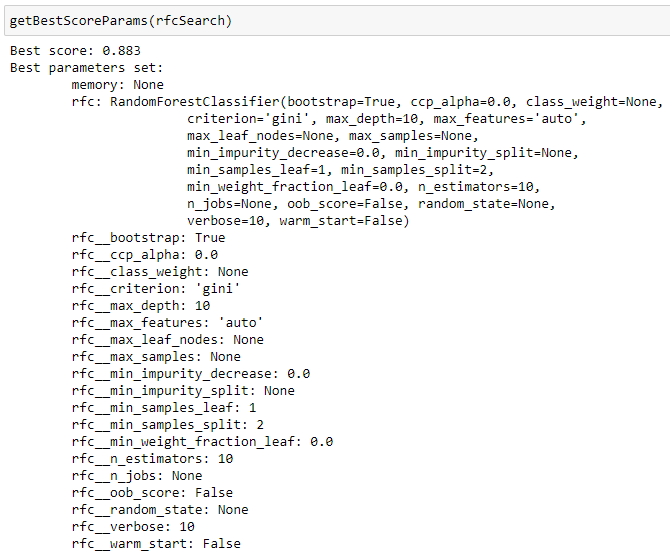 getBestScoreParams(rfcSearch)
Best score: 0.883
Best parameters set:
memory: None
rfc: RandomForestClassifier(bootstrap=True, ccp_alpha=0.0, class_weight=None,
criterion='gini', max_depth=10, max_features='auto',
max_leaf_nodes=None, max_samples=None,
min_impurity_decrease=0.0, min_impurity_split=None,
min_samples_leaf=1, min_samples_split=2,
min_weight_fraction_leaf=0.0, n_estimators=10,
n_jobs=None, oob_score=False, random_state=None,
verbose=10, warm_start=False)
rfc__bootstrap: True
rfc__ccp_alpha: 0.0
rfc__class_weight: None
rfc__criterion: 'gini'
rfc__max_depth: 10
rfc__max_features: 'auto'
rfc__max_leaf_nodes: None
rfc__max_samples: None
rfc__min_impurity_decrease: 0.0
rfc__min_impurity_split: None
rfc__min_samples_leaf: 1
rfc__min_samples_split: 2
rfc__min_weight_fraction_leaf: 0.0
rfc__n_estimators: 10
rfc__n_jobs: None
rfc__oob_score: False
rfc__random_state: None
rfc__verbose: 10
rfc__warm_start: False